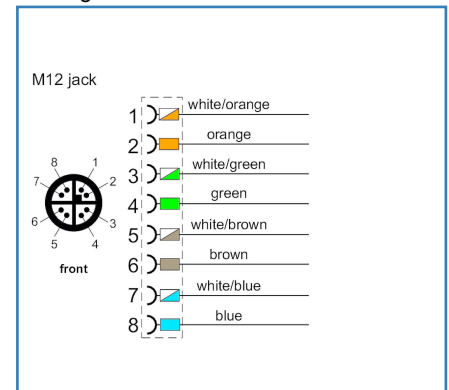 M12 jack
1 white/orange
2 orange
3 white/green
4 green
5 white/brown
6 brown
7 white/blue
8 blue
8 1
7 2
6 3
5 4
front